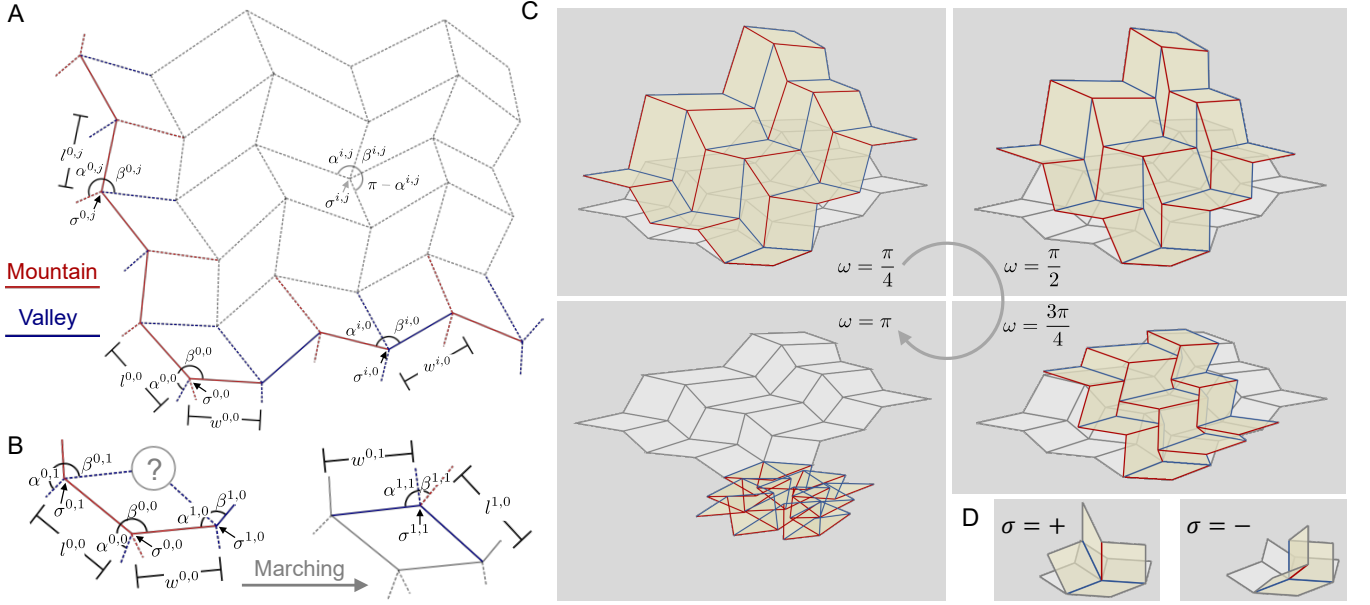 A
l^{0,j}
α^{0,j}
β^{0,j}
σ^{0,j}
α^{i,j}
β^{i,j}
π − α^{i,j}
σ^{i,j}
Mountain
Valley
β^{0,0}
l^{0,0}
α^{0,0}
σ^{0,0}
w^{0,0}
α^{i,0}
β^{i,0}
σ^{i,0}
w^{i,0}
B
α^{0,1}
β^{0,1}
?
σ^{0,1}
β^{0,0}
α^{1,0}
β^{1,0}
l^{0,0}
α^{0,0}
σ^{0,0}
σ^{1,0}
w^{0,0}
Marching
w^{0,1}
α^{1,1}
β^{1,1}
l^{1,0}
σ^{1,1}
C
ω = π/4
ω = π/2
ω = π
ω = 3π/4
D
σ = +
σ = −